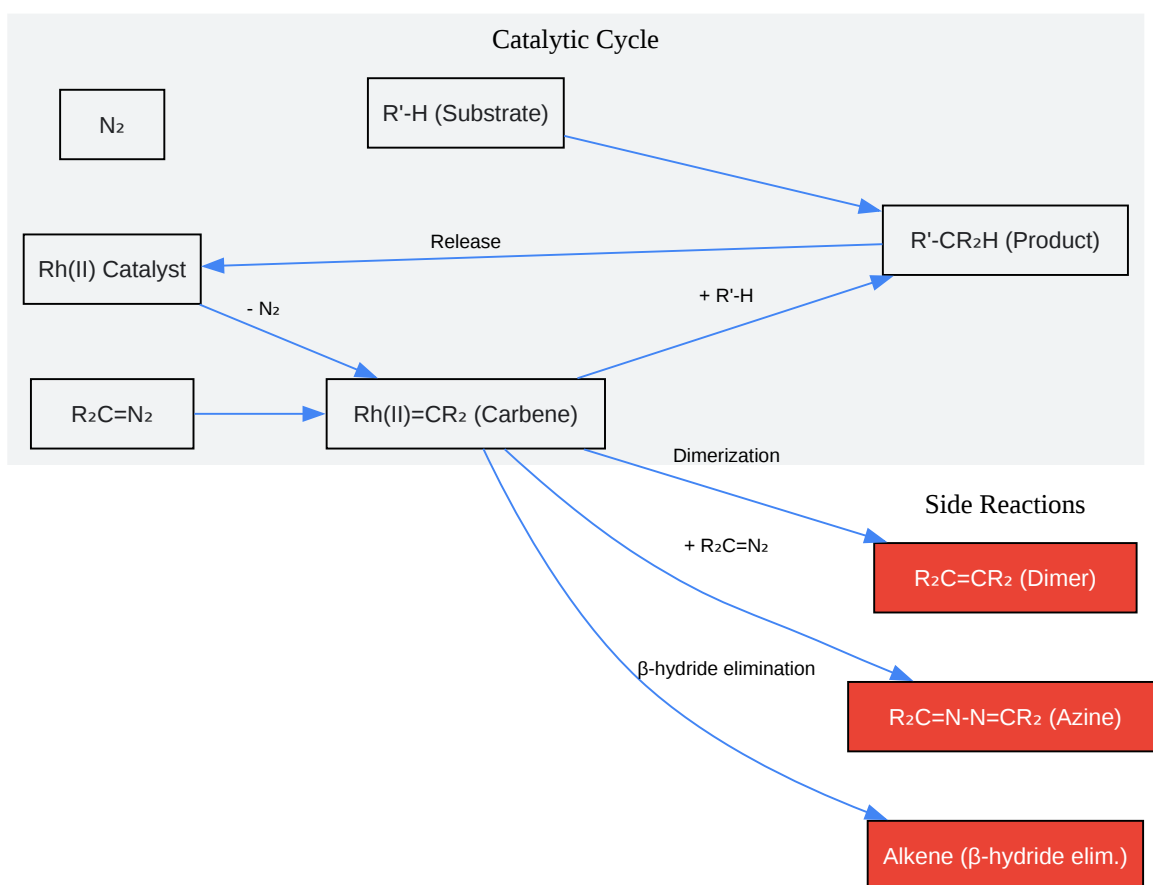 Catalytic Cycle
N₂
R'-H (Substrate)
R'-CR₂H (Product)
Release
Rh(II) Catalyst
+ R'-H
- N₂
R₂C=N₂
Rh(II)=CR₂ (Carbene)
Dimerization
Side Reactions
+ R₂C=N₂
R₂C=CR₂ (Dimer)
β-hydride elimination
R₂C=N-N=CR₂ (Azine)
Alkene (β-hydride elim.)